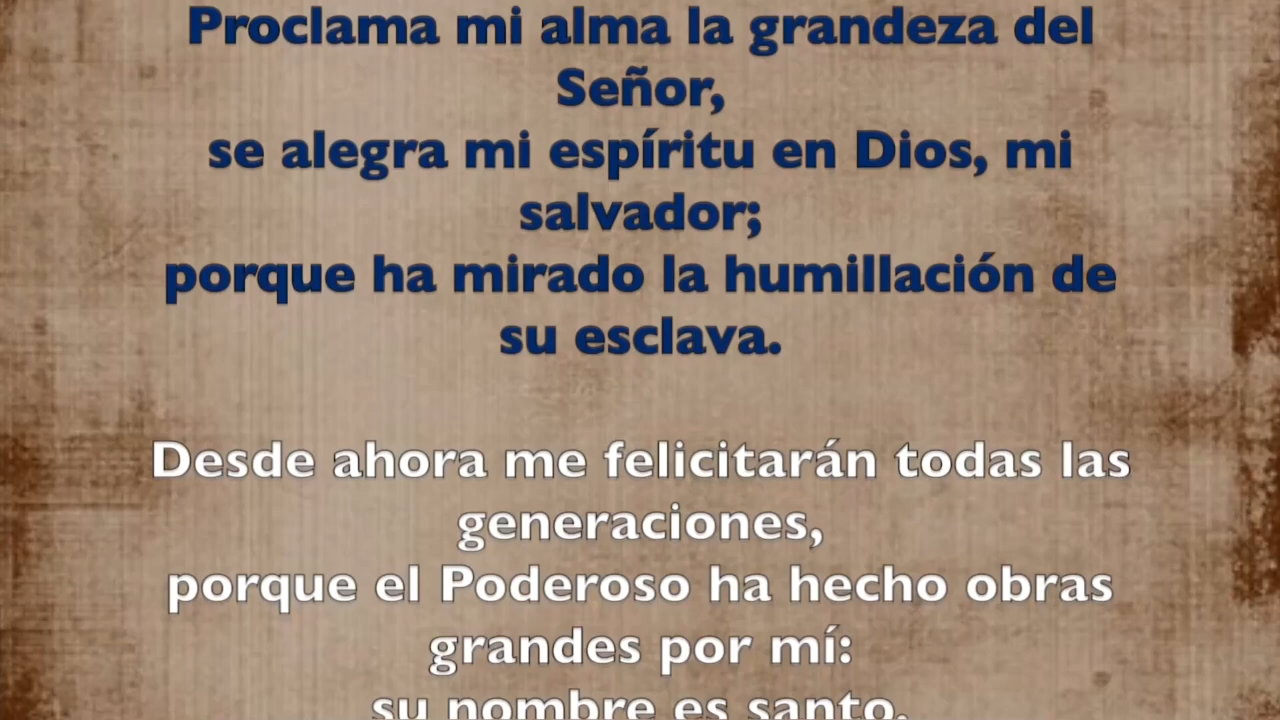 Proclama mi alma la grandeza del
Señor,
se alegra mi espíritu en Dios, mi
salvador;
porque ha mirado la humillación de
su esclava.
Desde ahora me felicitarán todas las
generaciones,
porque el Poderoso ha hecho obras
grandes por mí:
su nombre es santo,